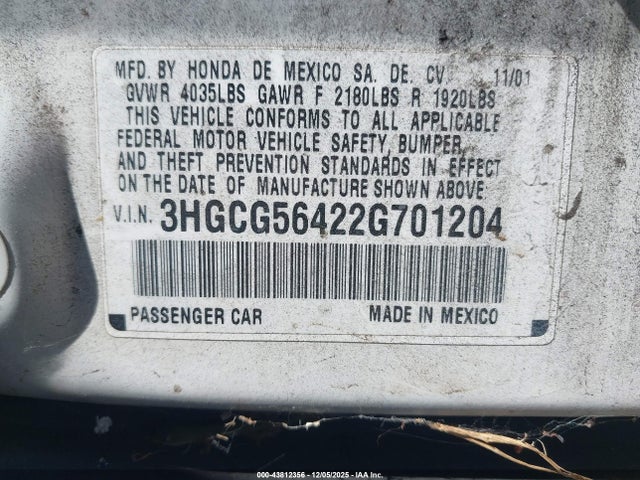 MFD. BY HONDA DE MEXICO SA. DE. CV. 11/01
GVWR 4035LBS GAWR F 2180LBS R 1920LBS
THIS VEHICLE CONFORMS TO ALL APPLICABLE
FEDERAL MOTOR VEHICLE SAFETY, BUMPER,
AND THEFT PREVENTION STANDARDS IN EFFECT
ON THE DATE OF MANUFACTURE SHOWN ABOVE
V.I.N. 3HGCG56422G701204
PASSENGER CAR MADE IN MEXICO
000-43812356 - 12/05/2025 - IAA Inc.